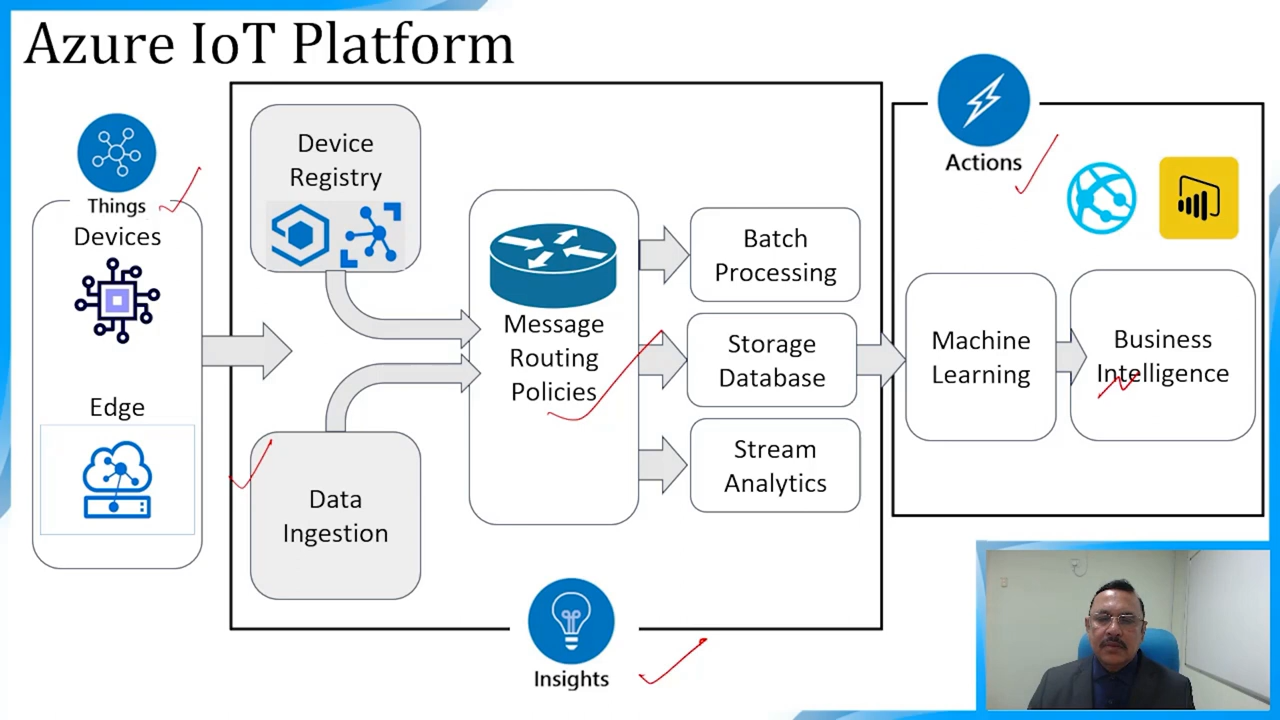 Azure IoT Platform
Things
Devices
Edge
Device
Registry
Data
Ingestion
Message
Routing
Policies
Batch
Processing
Storage
Database
Stream
Analytics
Insights
Actions
Machine
Learning
Business
Intelligence